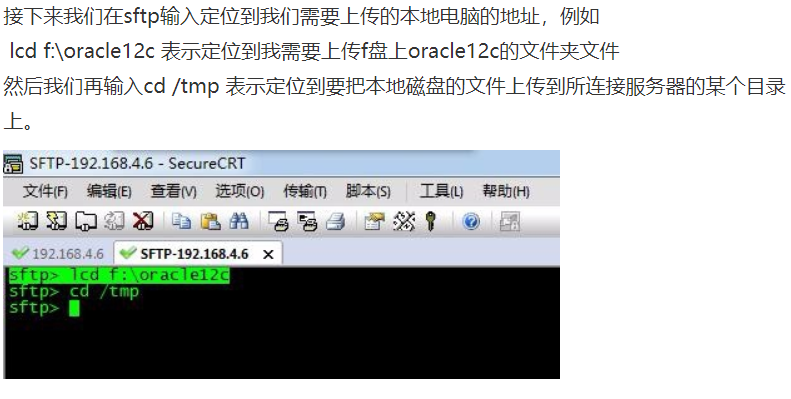 接下来我们在sftp输入定位到我们需要上传的本地电脑的地址，例如
lcd f:\oracle12c 表示定位到我需要上传f盘上oracle12c的文件夹文件
然后我们再输入cd /tmp 表示定位到要把本地磁盘的文件上传到所连接服务器的某个目录
上。
SFTP-192.168.4.6 - SecureCRT
文件(F) 编辑(E) 查看(V) 选项(O) 传输(T) 脚本(S) 工具(L) 帮助(H)
192.168.4.6 SFTP-192.168.4.6 ×
sftp> lcd f:\oracle12c
sftp> cd /tmp
sftp>